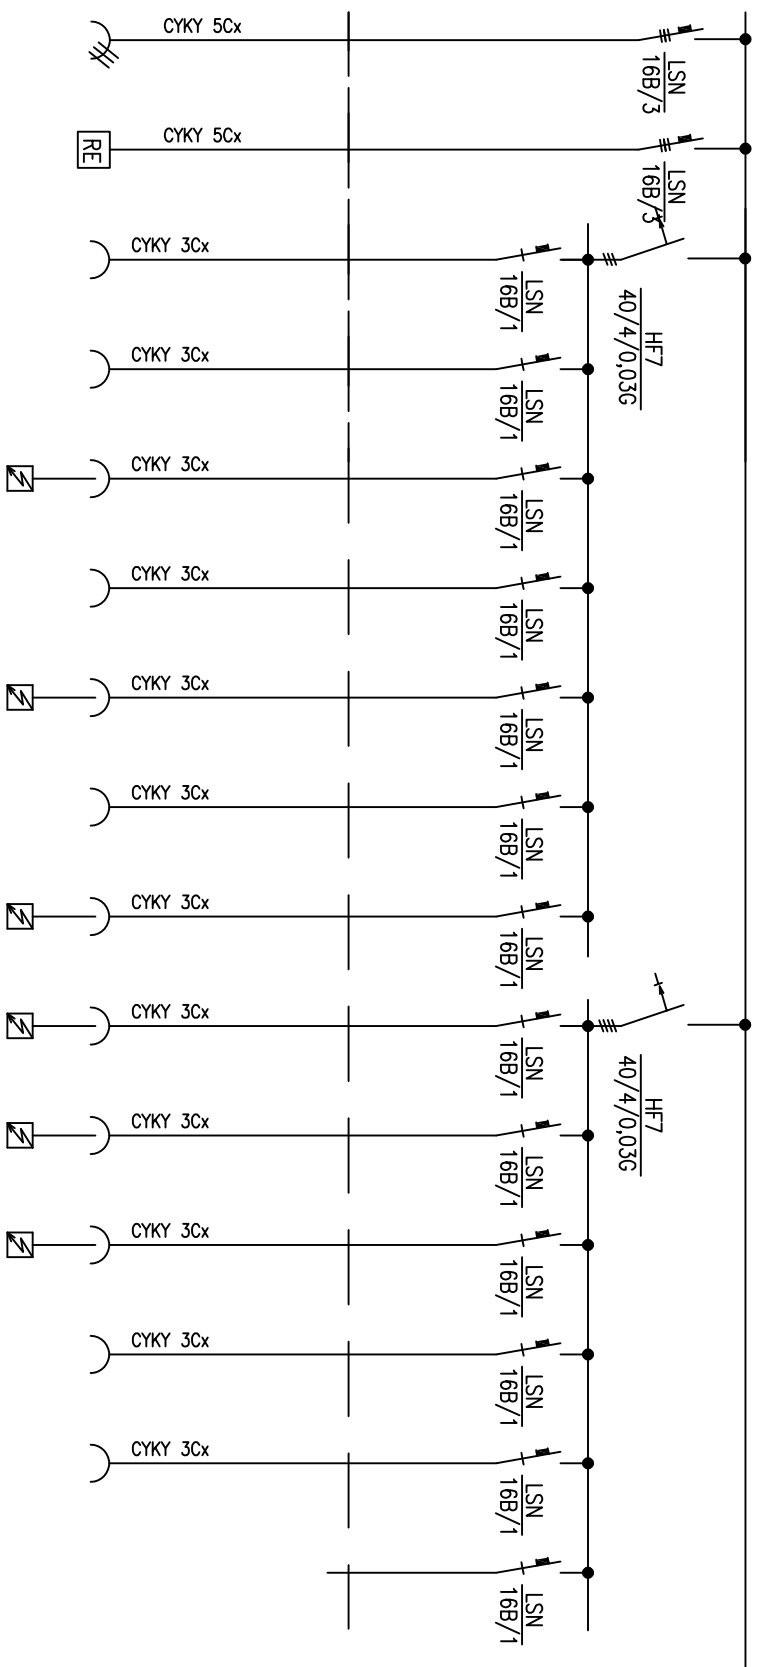 CYKY 5Cx
LSN
16B/3
CYKY 5Cx
RE
LSN
16B/3
CYKY 3Cx
LSN
16B/1
HF7
40/4/0,03G
CYKY 3Cx
LSN
16B/1
CYKY 3Cx
LSN
16B/1
CYKY 3Cx
LSN
16B/1
CYKY 3Cx
LSN
16B/1
CYKY 3Cx
LSN
16B/1
CYKY 3Cx
LSN
16B/1
CYKY 3Cx
LSN
16B/1
HF7
40/4/0,03G
CYKY 3Cx
LSN
16B/1
CYKY 3Cx
LSN
16B/1
CYKY 3Cx
LSN
16B/1
CYKY 3Cx
LSN
16B/1
LSN
16B/1